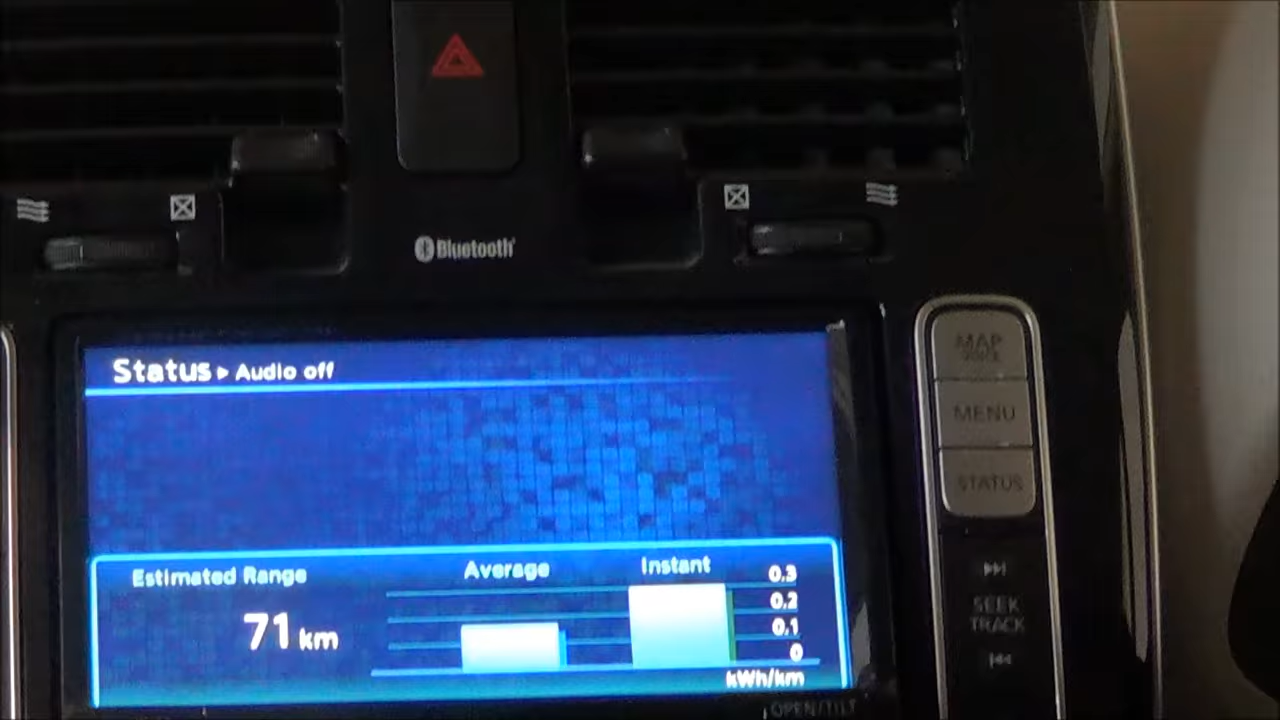 Bluetooth
MAP
VOICE
MENU
STATUS
SEEK
TRACK
Status ▸ Audio off
Estimated Range
71 km
Average
Instant
0.3
0.2
0.1
0
kWh/km
OPEN/TILT